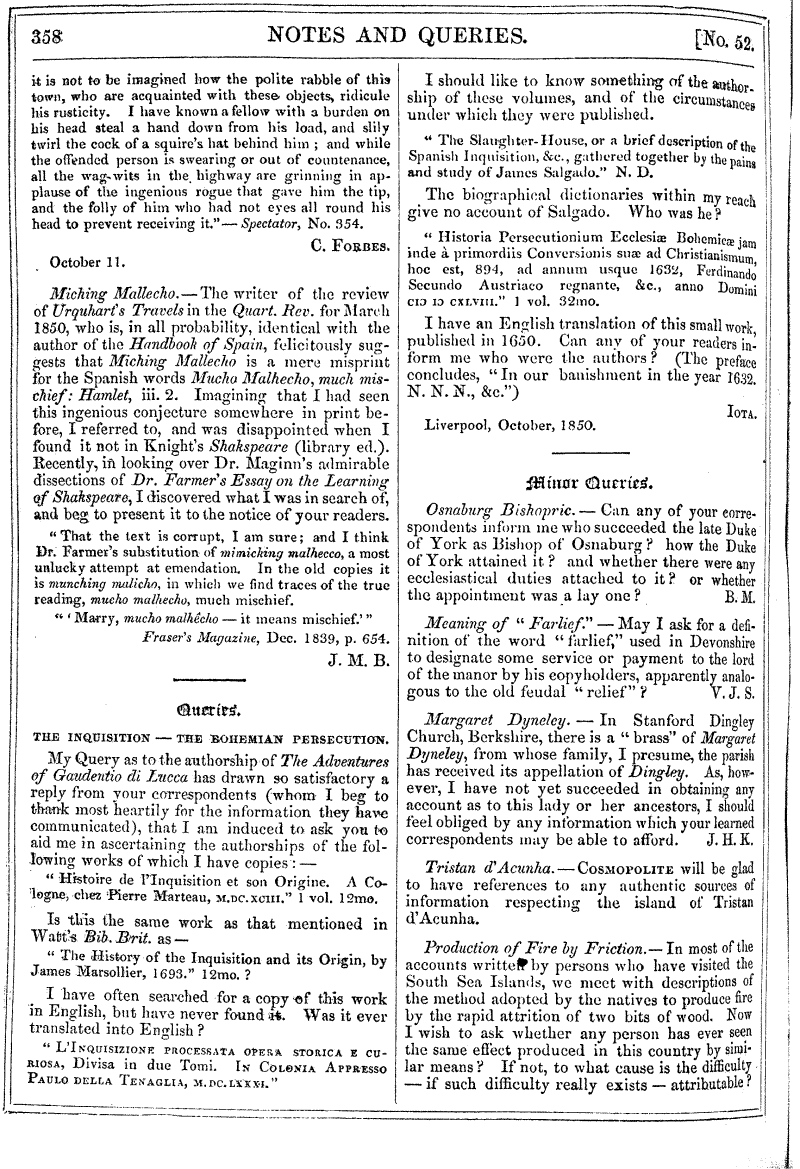 358
NOTES AND QUERIES.
[No. 52.
it is not to be imagined how the polite rabble of this
town, who are acquainted with these objects, ridicule
his rusticity. I have known a fellow with a burden on
his head steal a hand down from his load, and slily
twirl the cock of a squire's hat behind him; and while
the offended person is swearing or out of countenance,
all the wag-wits in the highway are grinning in ap-
plause of the ingenious rogue that gave him the tip,
and the folly of him who had not eyes all round his
head to prevent receiving it."—Spectator, No. 354.
C. FORBES.
October 11.
Miching Mallecho.—The writer of the review
of Urquhart's Travels in the Quart. Rev. for March
1850, who is, in all probability, identical with the
author of the Handbook of Spain, felicitously sug-
gests that Miching Mallecho is a mere misprint
for the Spanish words Mucho Malhecho, much mis-
chief: Hamlet, iii. 2. Imagining that I had seen
this ingenious conjecture somewhere in print be-
fore, I referred to, and was disappointed when I
found it not in Knight's Shakspeare (library ed.).
Recently, in looking over Dr. Maginn's admirable
dissections of Dr. Farmer's Essay on the Learning
of Shakspeare, I discovered what I was in search of,
and beg to present it to the notice of your readers.
"That the text is corrupt, I am sure; and I think
Dr. Farmer's substitution of mimicking malhecco, a most
unlucky attempt at emendation. In the old copies it
is munching malicho, in which we find traces of the true
reading, mucho malhecho, much mischief.
"'Marry, mucho malhécho — it means mischief.'"
Fraser's Magazine, Dec. 1839, p. 654.
J. M. B.
Queries.
THE INQUISITION — THE BOHEMIAN PERSECUTION.
My Query as to the authorship of The Adventures
of Gaudentio di Lucca has drawn so satisfactory a
reply from your correspondents (whom I beg to
thank most heartily for the information they have
communicated), that I am induced to ask you to
aid me in ascertaining the authorships of the fol-
lowing works of which I have copies: —
"Histoire de l'Inquisition et son Origine. A Co-
logne, chez Pierre Marteau, M.DC.XCIII." 1 vol. 12mo.
Is this the same work as that mentioned in
Watt's Bib. Brit. as —
"The History of the Inquisition and its Origin, by
James Marsollier, 1693." 12mo.?
I have often searched for a copy of this work
in English, but have never found it. Was it ever
translated into English?
"L'INQUISIZIONE PROCESSATA OPERA STORICA E CU-
RIOSA, Divisa in due Tomi. IN COLONIA APPRESSO
PAULO DELLA TENAGLIA, M.DC.LXXXI."
I should like to know something of the author-
ship of these volumes, and of the circumstances
under which they were published.
"The Slaughter-House, or a brief description of the
Spanish Inquisition, &c., gathered together by the pains
and study of James Salgado." N. D.
The biographical dictionaries within my reach
give no account of Salgado. Who was he?
"Historia Persecutionium Ecclesiæ Bohemicæ jam
inde à primordiis Conversionis suæ ad Christianismum,
hoc est, 894, ad annum usque 1632, Ferdinando
Secundo Austriaco regnante, &c., anno Domini
CIƆ IƆ CXLVIII." 1 vol. 32mo.
I have an English translation of this small work,
published in 1650. Can any of your readers in-
form me who were the authors? (The preface
concludes, "In our banishment in the year 1632.
N. N. N., &c.")
IOTA.
Liverpool, October, 1850.
Minor Queries.
Osnaburg Bishopric. — Can any of your corre-
spondents inform me who succeeded the late Duke
of York as Bishop of Osnaburg? how the Duke
of York attained it? and whether there were any
ecclesiastical duties attached to it? or whether
the appointment was a lay one? B. M.
Meaning of "Farlief." — May I ask for a defi-
nition of the word "farlief," used in Devonshire
to designate some service or payment to the lord
of the manor by his copyholders, apparently analo-
gous to the old feudal "relief"? V. J. S.
Margaret Dyneley. — In Stanford Dingley
Church, Berkshire, there is a "brass" of Margaret
Dyneley, from whose family, I presume, the parish
has received its appellation of Dingley. As, how-
ever, I have not yet succeeded in obtaining any
account as to this lady or her ancestors, I should
feel obliged by any information which your learned
correspondents may be able to afford. J. H. K.
Tristan d'Acunha. — COSMOPOLITE will be glad
to have references to any authentic sources of
information respecting the island of Tristan
d'Acunha.
Production of Fire by Friction. — In most of the
accounts written by persons who have visited the
South Sea Islands, we meet with descriptions of
the method adopted by the natives to produce fire
by the rapid attrition of two bits of wood. Now
I wish to ask whether any person has ever seen
the same effect produced in this country by simi-
lar means? If not, to what cause is the difficulty
— if such difficulty really exists — attributable?